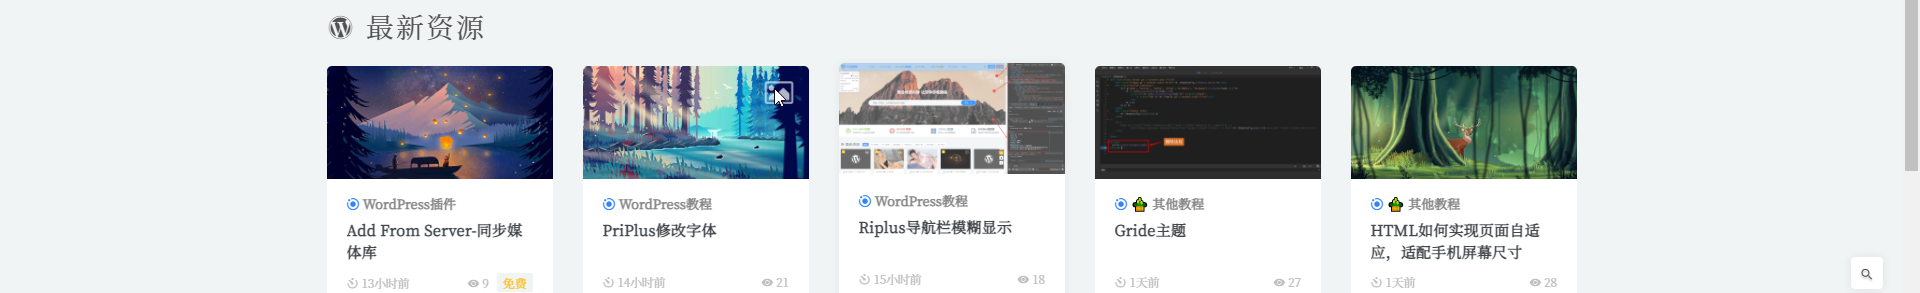 最新资源
WordPress插件
Add From Server-同步媒
体库
13小时前 9 免费
WordPress教程
PriPlus修改字体
14小时前 21
WordPress教程
Riplus导航栏模糊显示
15小时前 18
其他教程
Gride主题
1天前 27
其他教程
HTML如何实现页面自适
应，适配手机屏幕尺寸
1天前 28